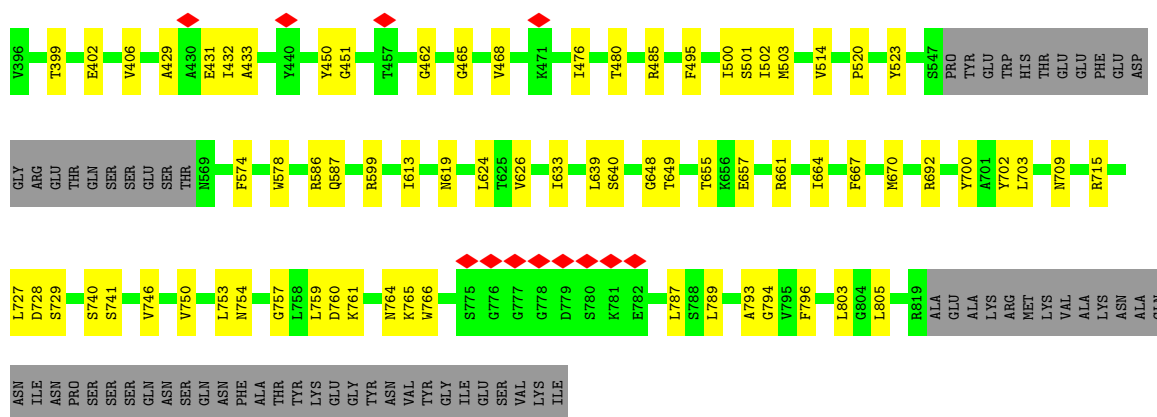 V396 T399 E402 V406 A429 A430 E431 I432 A433 Y440 Y450 G451 T457 G462 G465 V468 K471 I476 T480 R485 F495 I500 S501 I502 M503 V514 P520 Y523 S547 PRO TYR GLU TRP HIS THR GLU GLU PHE GLU ASP
GLY ARG GLU THR GLN SER SER GLU SER THR N569 F574 W578 R586 Q587 R599 I613 N619 L624 T625 V626 I633 L639 S640 G648 T649 T655 K656 E657 R661 I664 F667 M670 R692 Y700 A701 Y702 L703 N709 R715
L727 D728 S729 S740 S741 V746 V750 L753 N754 G757 L758 L759 D760 K761 N764 K765 W766 S775 G776 G777 G778 D779 S780 K781 E782 L787 S788 L789 A793 G794 V795 F796 L803 G804 L805 R819 ALA GLU ALA LYS ARG MET LYS VAL ALA LYS ASN ALA GLN
ASN ILE ASN PRO SER SER SER GLN ASN SER GLN ASN PHE ALA THR TYR LYS GLU GLY TYR ASN VAL TYR GLY ILE GLU SER VAL LYS ILE